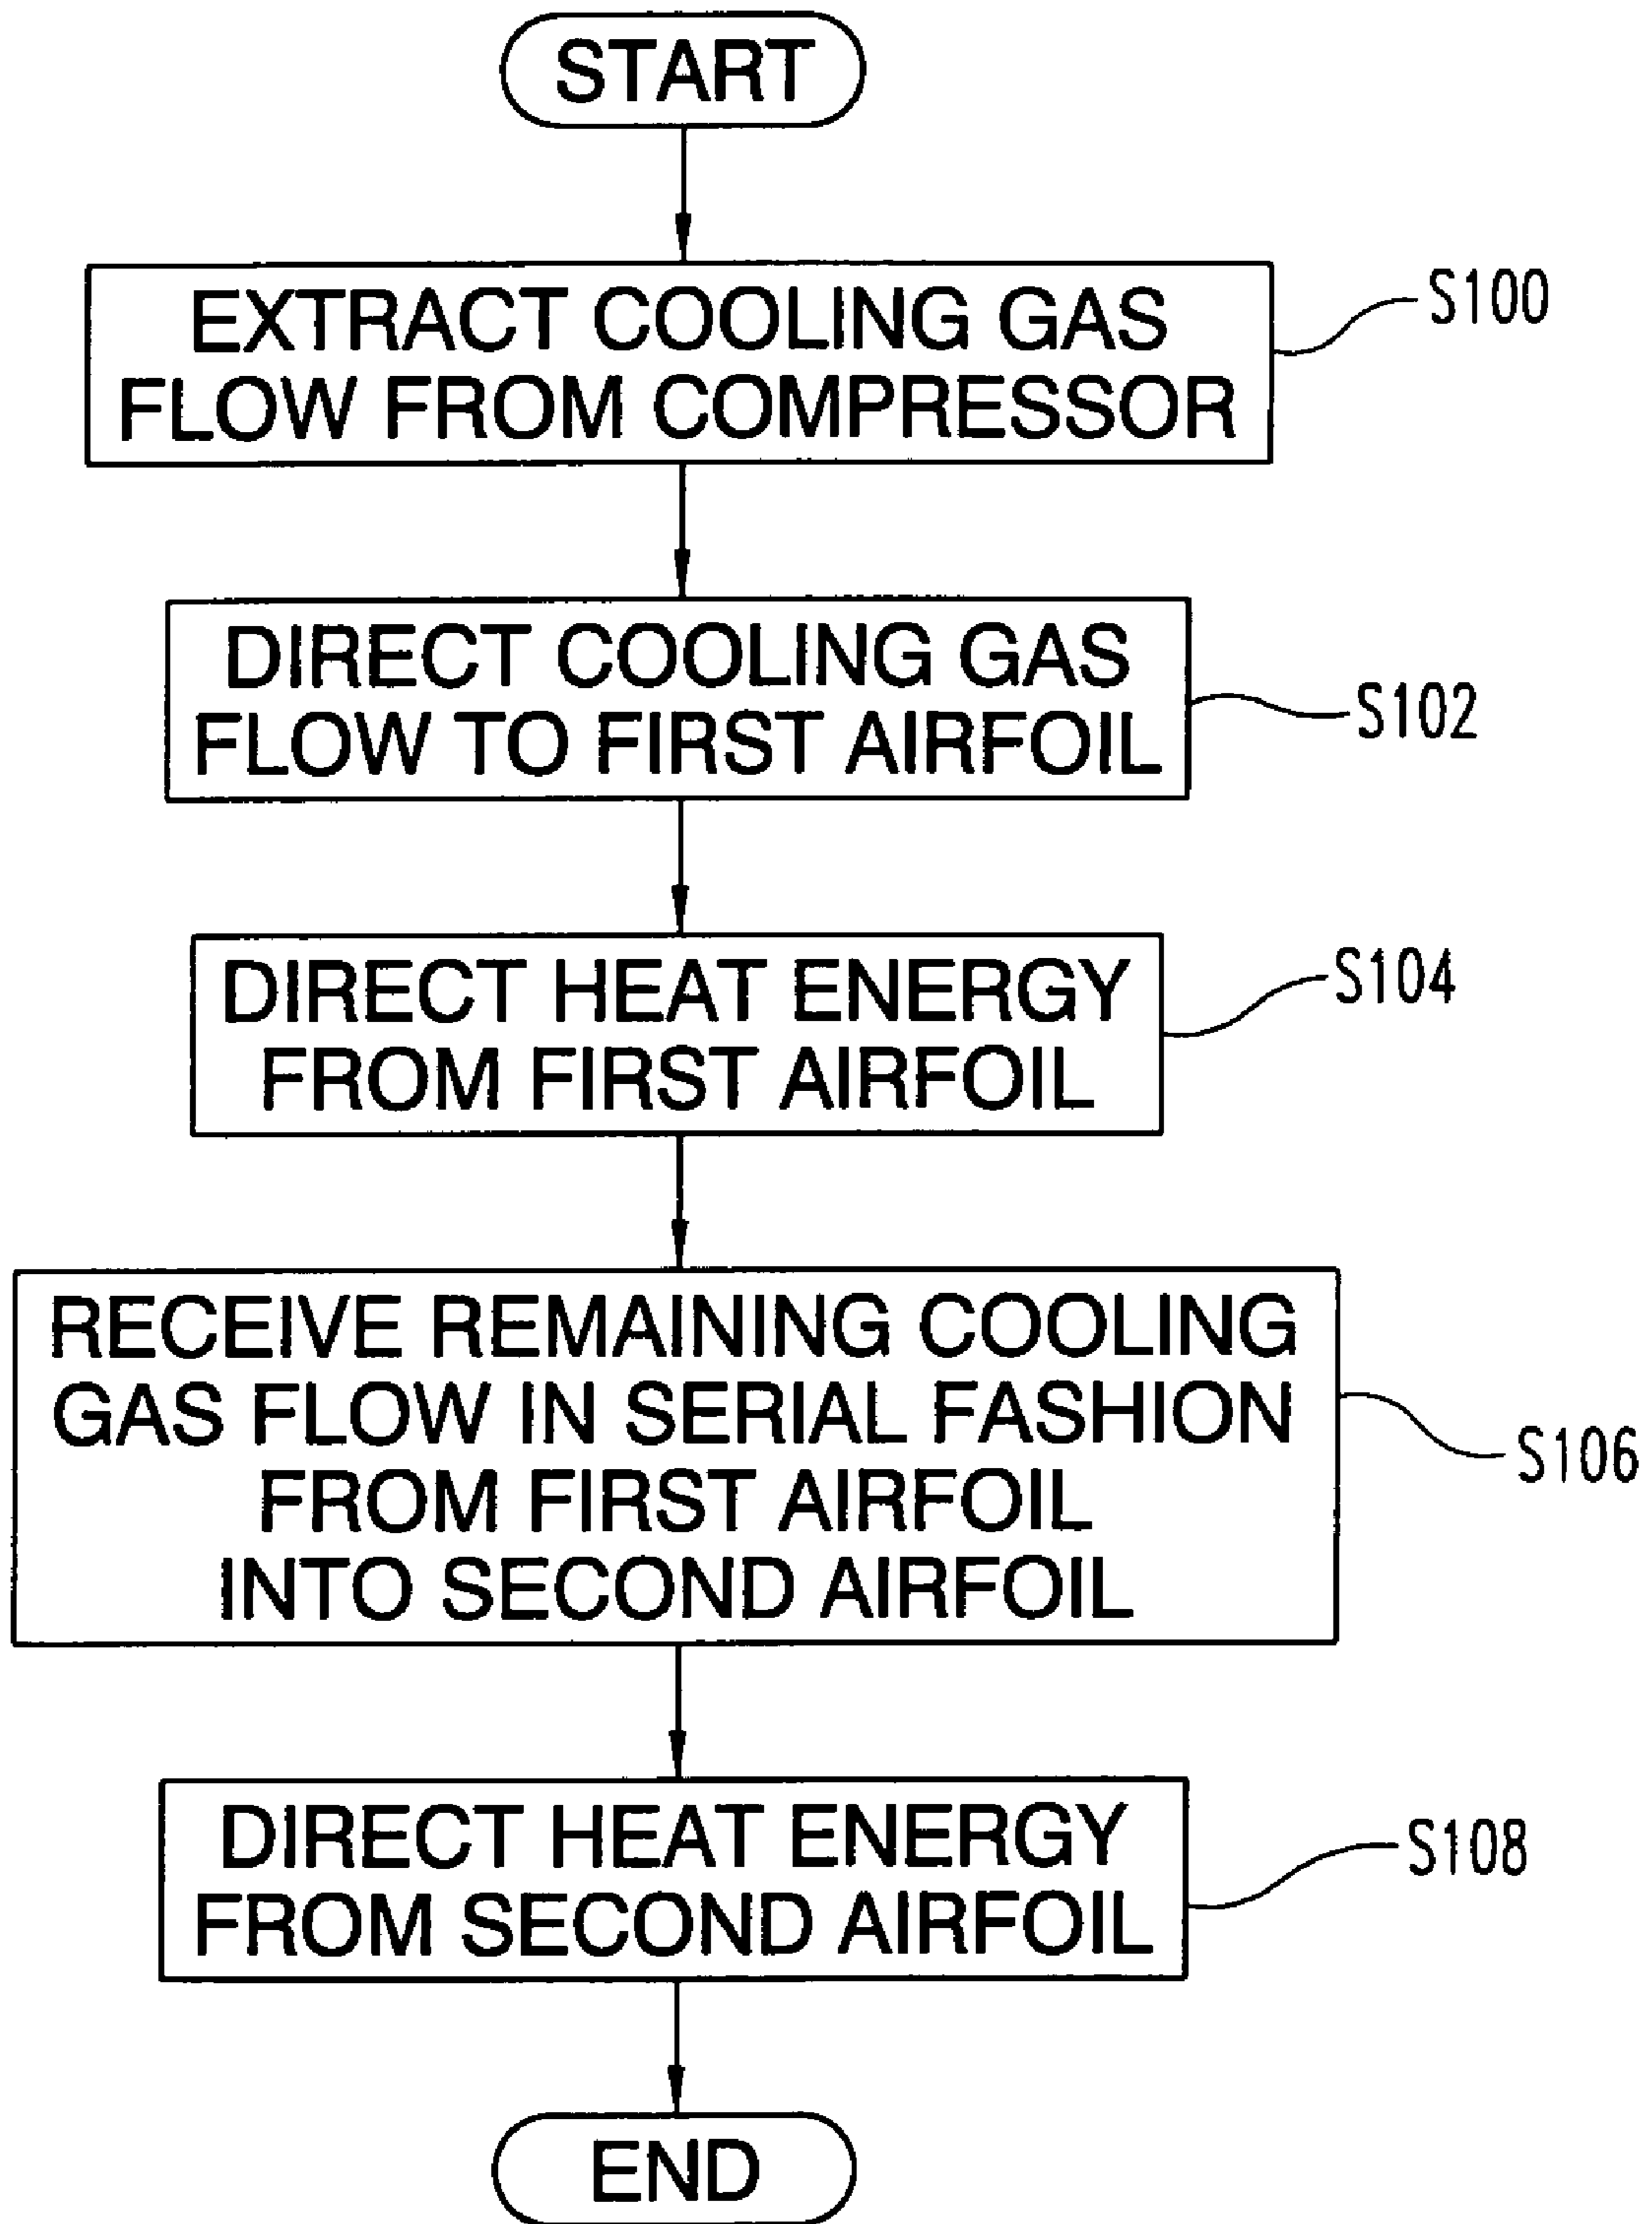 START
EXTRACT COOLING GAS
FLOW FROM COMPRESSOR
S100
DIRECT COOLING GAS
FLOW TO FIRST AIRFOIL
S102
DIRECT HEAT ENERGY
FROM FIRST AIRFOIL
S104
RECEIVE REMAINING COOLING
GAS FLOW IN SERIAL FASHION
FROM FIRST AIRFOIL
INTO SECOND AIRFOIL
S106
DIRECT HEAT ENERGY
FROM SECOND AIRFOIL
S108
END